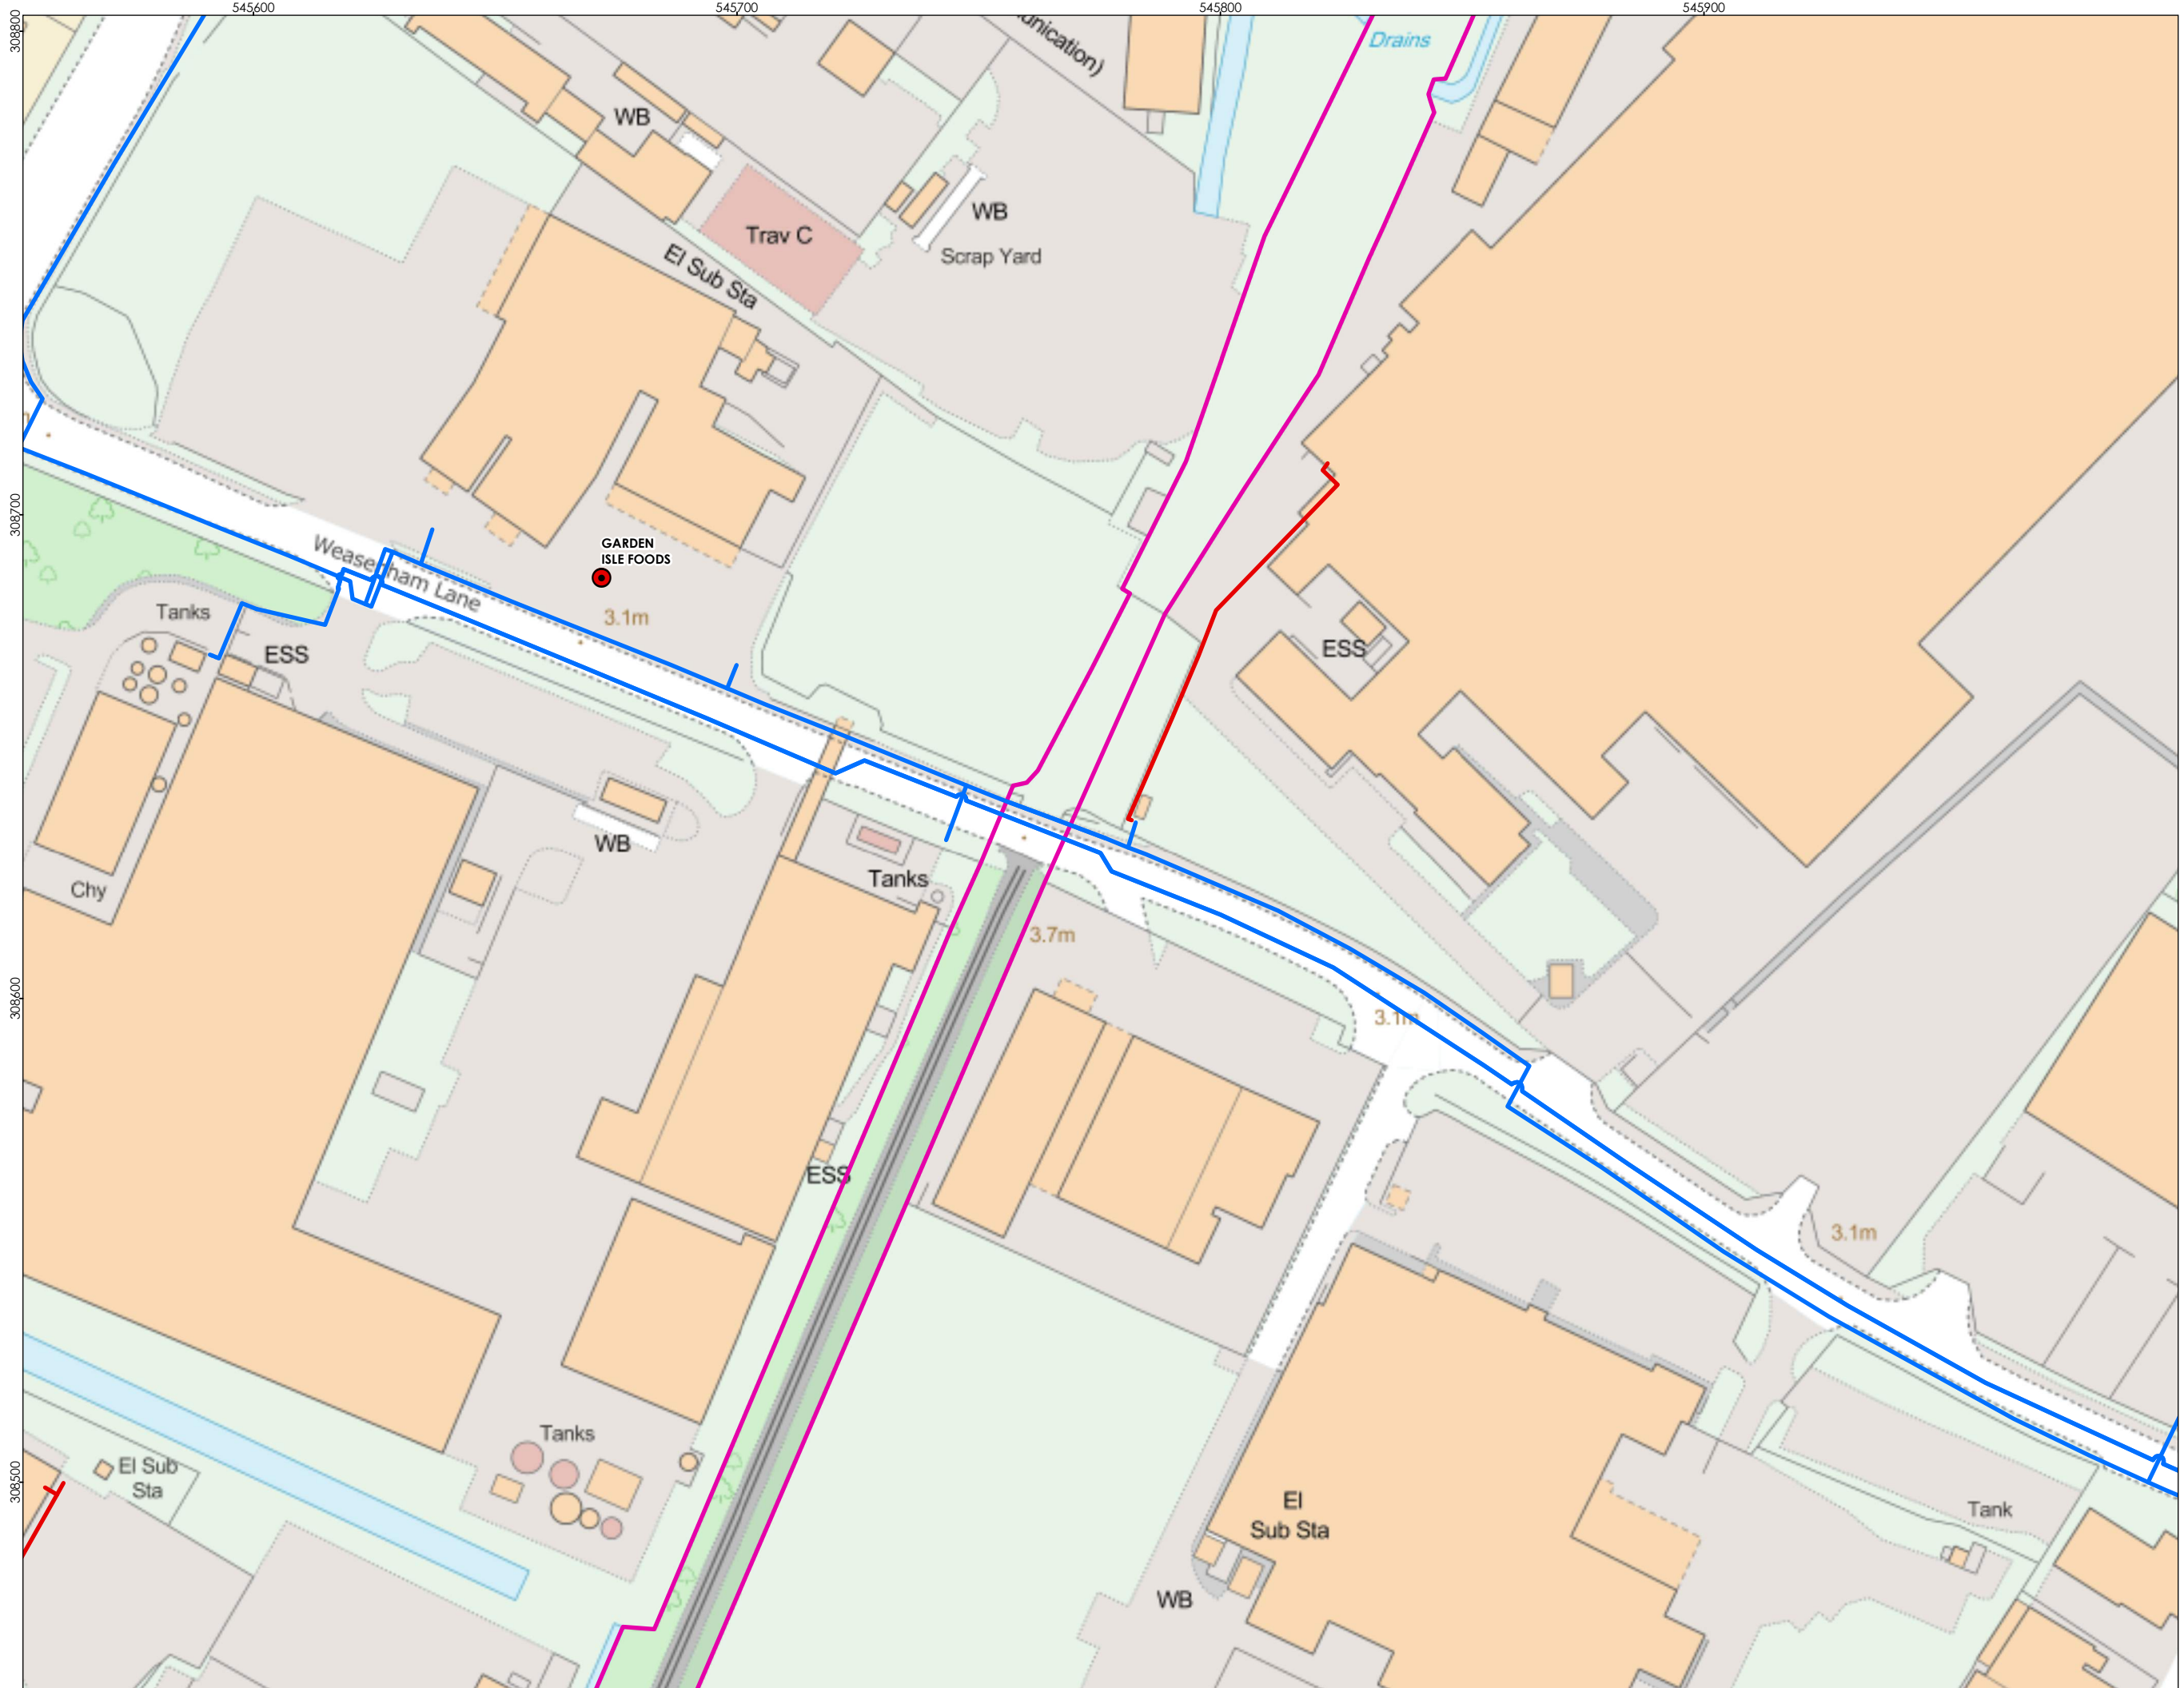 545600
545700
545800
545900
308800
308700
308600
308500
Drains
WB
Trav C
WB
Scrap Yard
El Sub Sta
GARDEN
ISLE FOODS
3.1m
Weasenham Lane
Tanks
ESS
ESS
WB
Chy
Tanks
3.7m
3.1m
ESS
3.1m
Tanks
El Sub
Sta
El
Sub Sta
Tank
WB